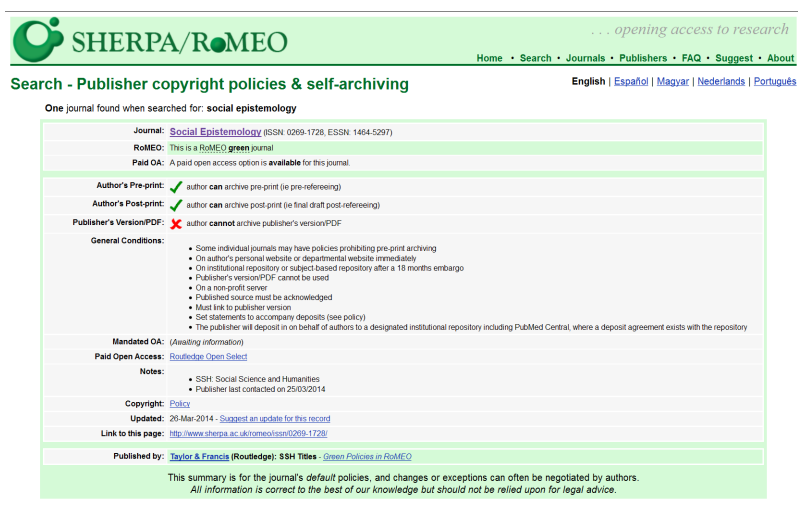 SHERPA/RoMEO
. . . opening access to research
Home • Search • Journals • Publishers • FAQ • Suggest • About
Search - Publisher copyright policies & self-archiving
English | Español | Magyar | Nederlands | Português
One journal found when searched for: social epistemology
Journal: Social Epistemology (ISSN: 0269-1728, ESSN: 1464-5297)
RoMEO: This is a RoMEO green journal
Paid OA: A paid open access option is available for this journal.
Author's Pre-print: author can archive pre-print (ie pre-refereeing)
Author's Post-print: author can archive post-print (ie final draft post-refereeing)
Publisher's Version/PDF: author cannot archive publisher's version/PDF
General Conditions:
• Some individual journals may have policies prohibiting pre-print archiving
• On author's personal website or departmental website immediately
• On institutional repository or subject-based repository after a 18 months embargo
• Publisher's version/PDF cannot be used
• On a non-profit server
• Published source must be acknowledged
• Must link to publisher version
• Set statements to accompany deposits (see policy)
• The publisher will deposit in on behalf of authors to a designated institutional repository including PubMed Central, where a deposit agreement exists with the repository
Mandated OA: (Awaiting information)
Paid Open Access: Routledge Open Select
Notes:
• SSH: Social Science and Humanities
• Publisher last contacted on 25/03/2014
Copyright: Policy
Updated: 26-Mar-2014 - Suggest an update for this record
Link to this page: http://www.sherpa.ac.uk/romeo/issn/0269-1728/
Published by: Taylor & Francis (Routledge): SSH Titles - Green Policies in RoMEO
This summary is for the journal's default policies, and changes or exceptions can often be negotiated by authors.
All information is correct to the best of our knowledge but should not be relied upon for legal advice.